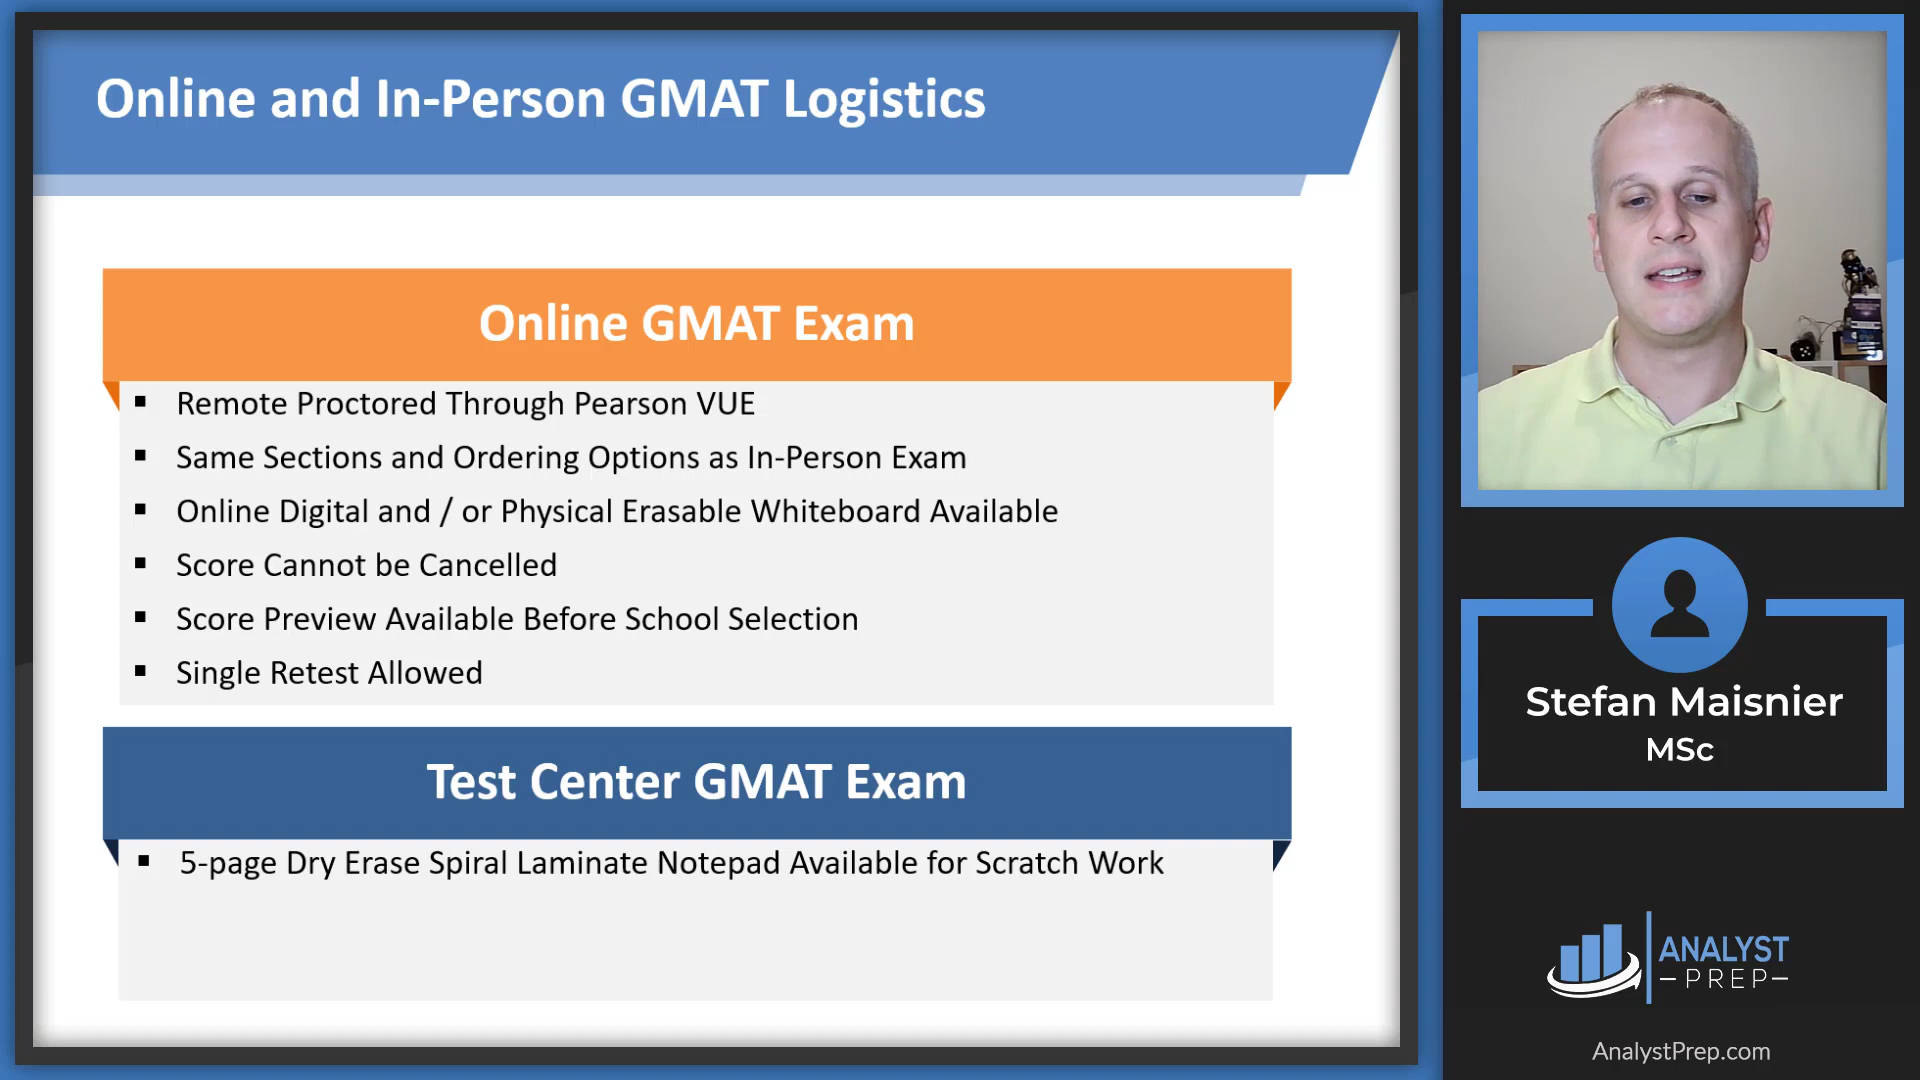 Online and In-Person GMAT Logistics
Online GMAT Exam
▪ Remote Proctored Through Pearson VUE
▪ Same Sections and Ordering Options as In-Person Exam
▪ Online Digital and / or Physical Erasable Whiteboard Available
▪ Score Cannot be Cancelled
▪ Score Preview Available Before School Selection
▪ Single Retest Allowed
Test Center GMAT Exam
▪ 5-page Dry Erase Spiral Laminate Notepad Available for Scratch Work
Stefan Maisnier
MSc
ANALYST
PREP
AnalystPrep.com